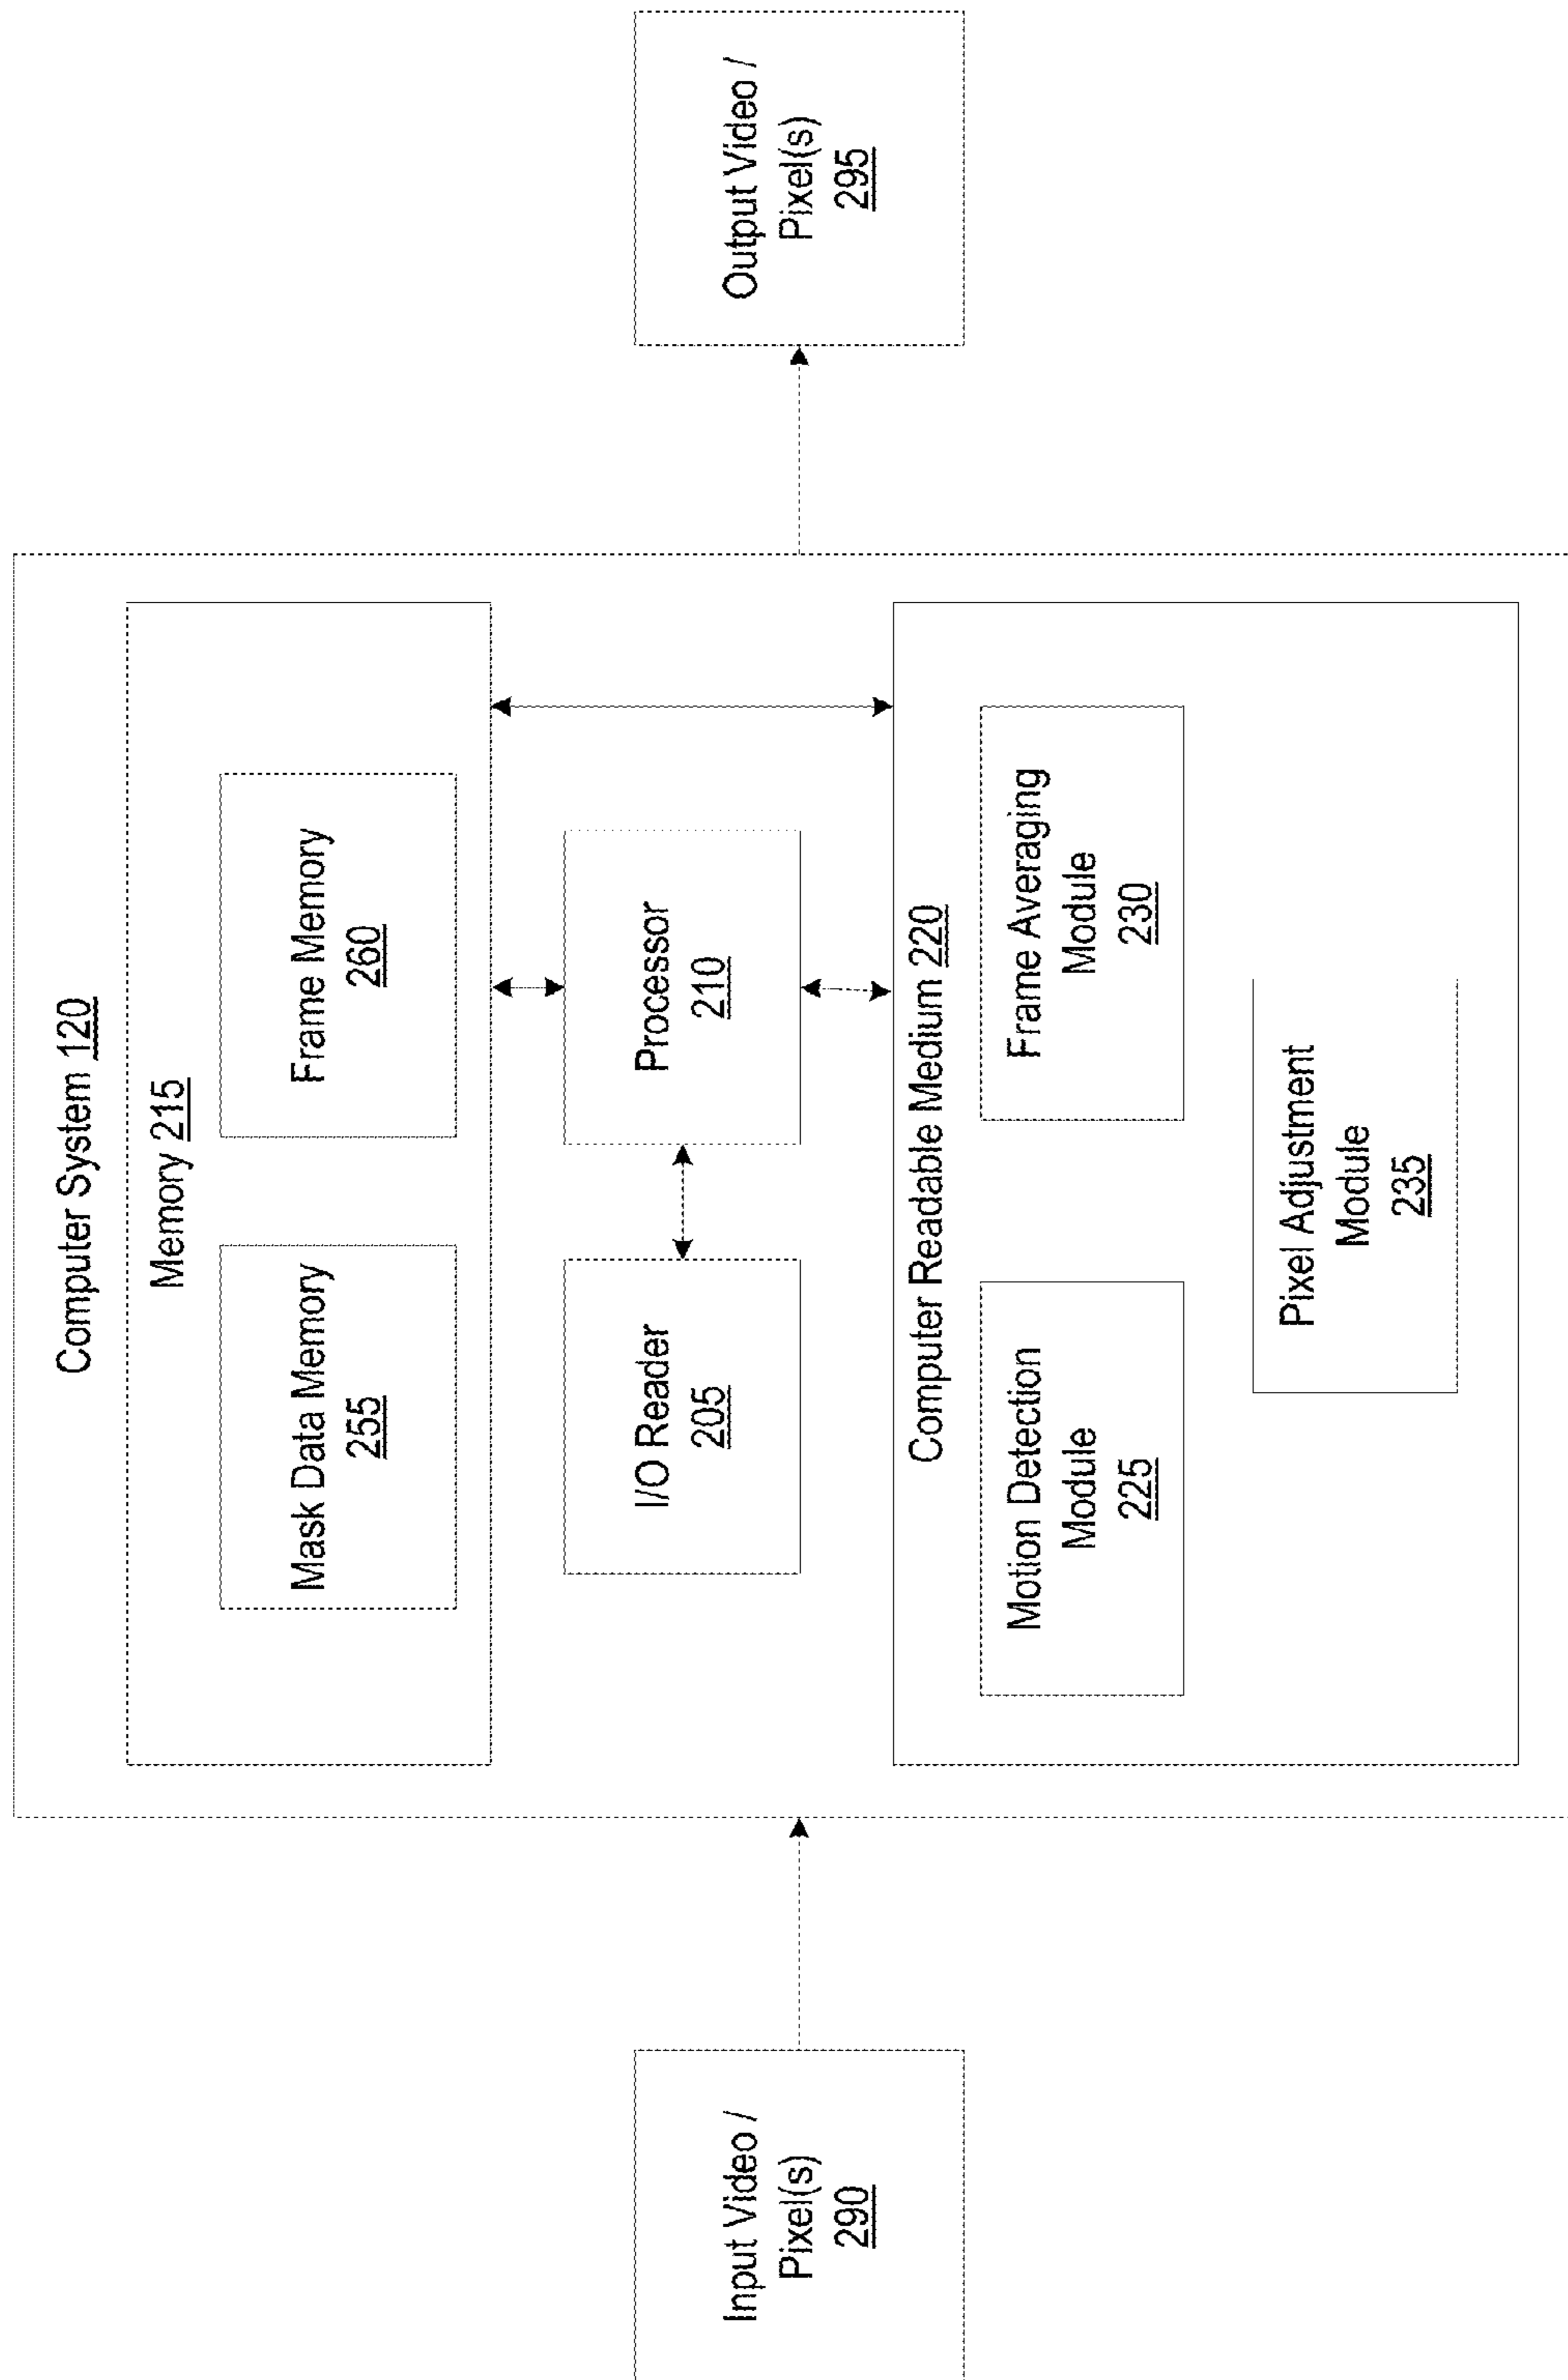 Computer System 120
Memory 215
Mask Data Memory
255
Frame Memory
260
Input Video /
Pixel(s)
290
I/O Reader
205
Processor
210
Output Video /
Pixel(s)
295
Computer Readable Medium 220
Motion Detection
Module
225
Frame Averaging
Module
230
Pixel Adjustment
Module
235